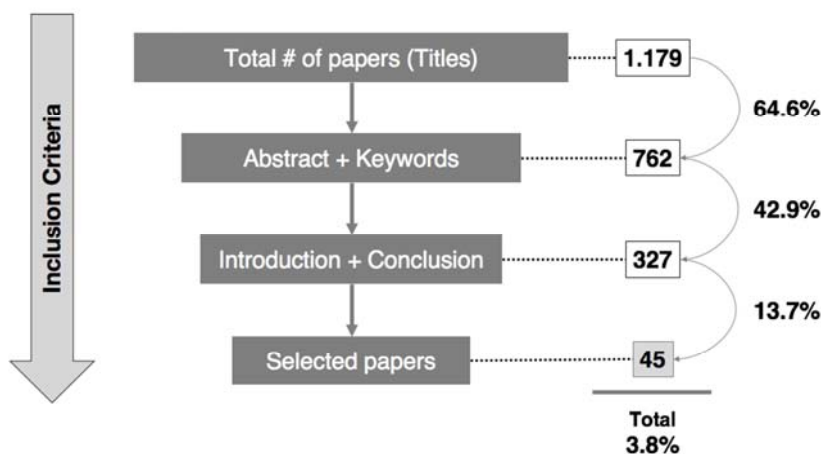 Inclusion Criteria
Total # of papers (Titles)
1.179
64.6%
Abstract + Keywords
762
42.9%
Introduction + Conclusion
327
13.7%
Selected papers
45
Total
3.8%